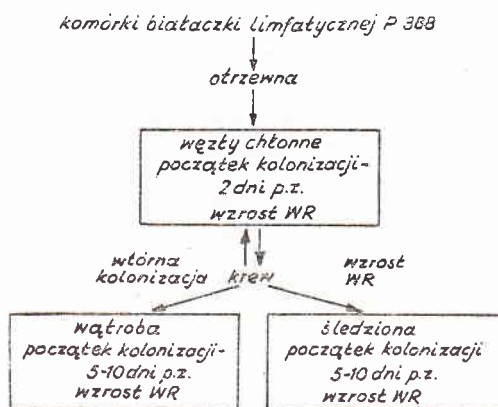 komórki białaczki limfatycznej P 388
otrzewna
węzły chłonne
początek kolonizacji-
2 dni p.z.
wzrost WR
wtórna
kolonizacja
krew
wzrost
WR
wątroba
początek kolonizacji-
5-10 dni p.z.
wzrost WR
śledziona
początek kolonizacji
5-10 dni p.z.
wzrost WR